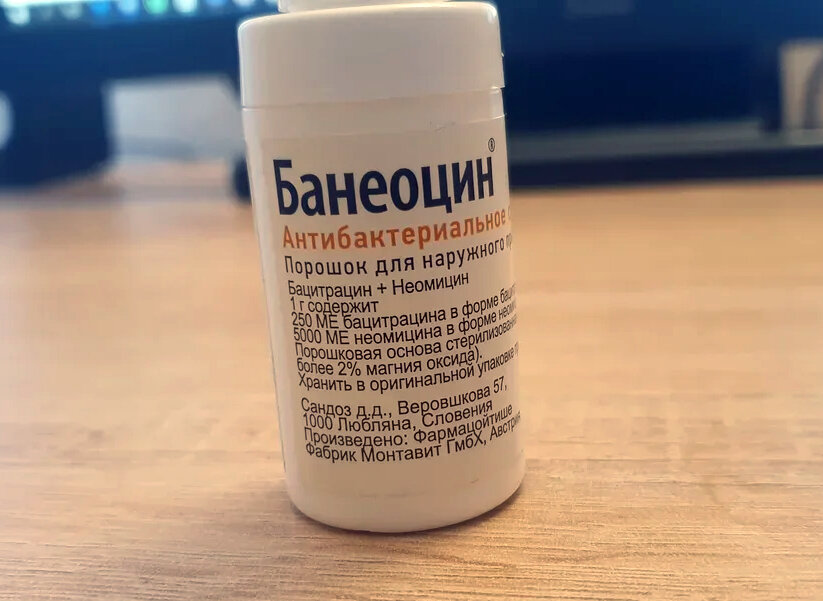 Банеоцин®
Антибактериальное
Порошок для наружного
Бацитрацин + Неомицин
1 г содержит
250 МЕ бацитрацина в форме
5000 МЕ неомицина в форме
Порошковая основа
более 2% магния оксида).
Хранить в оригинальной упаковке
Сандоз д.д., Веровшкова 57,
1000 Любляна, Словения
Произведено: Фармацойтише
Фабрик Монтавит ГмбХ,